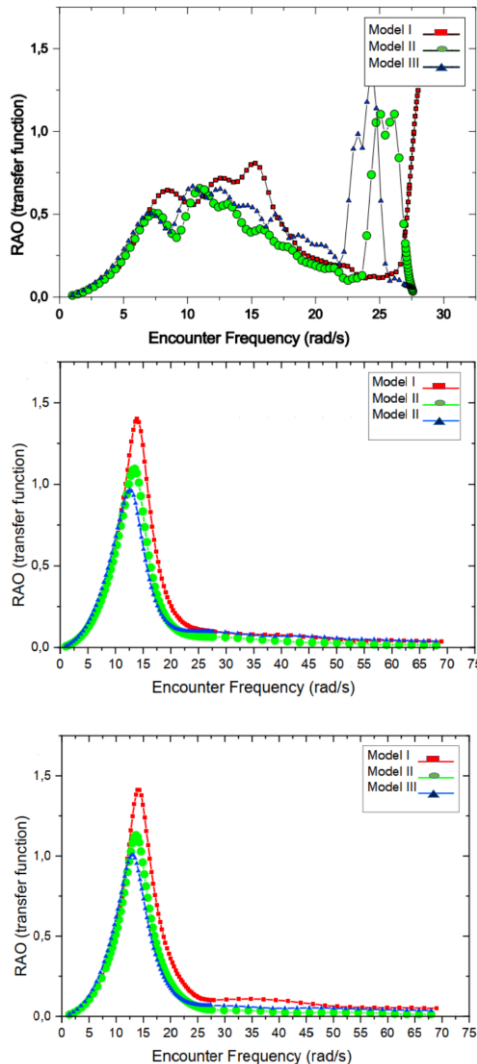 1,5
1,0
0,5
0,0
RAO (transfer function)
Model I
Model II
Model III
0 5 10 15 20 25 30
Encounter Frequency (rad/s)
1,5
1,0
0,5
0,0
RAO (transfer function)
Model I
Model II
Model II
0 5 10 15 20 25 30 35 40 45 50 55 60 65 70 75
Encounter Frequency (rad/s)
1,5
1,0
0,5
0,0
RAO (transfer function)
Model I
Model II
Model III
0 5 10 15 20 25 30 35 40 45 50 55 60 65 70 75
Encounter Frequency (rad/s)